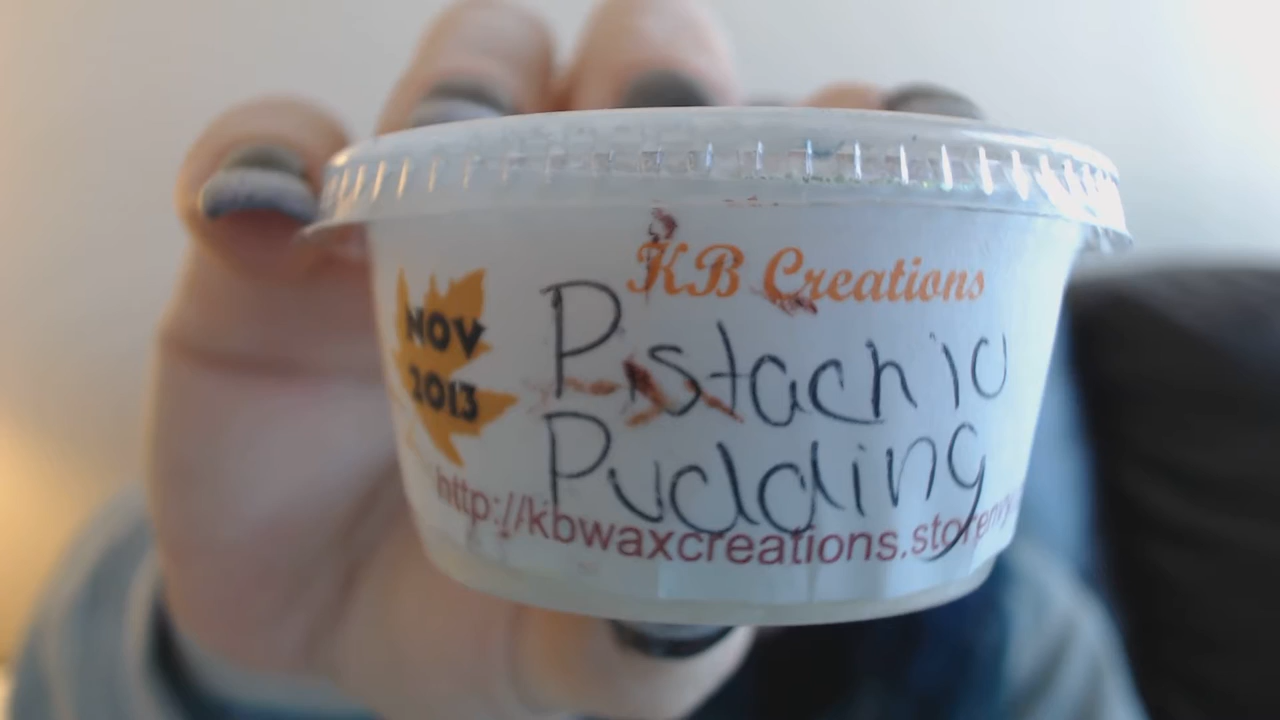 KB Creations
NOV
2013
Pistachio
Pudding
http://kbwaxcreations.storenvy.